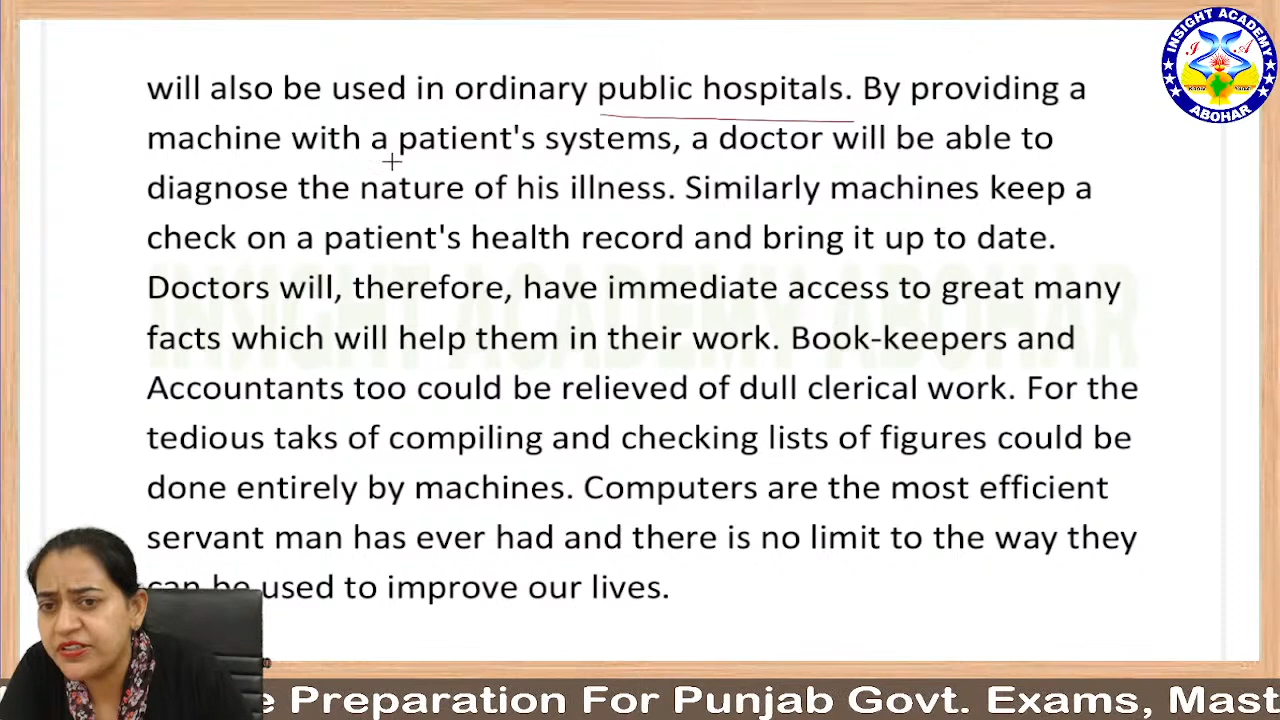 INSIGHT ACADEMY
I A
ABOHAR
will also be used in ordinary public hospitals. By providing a
machine with a patient's systems, a doctor will be able to
diagnose the nature of his illness. Similarly machines keep a
check on a patient's health record and bring it up to date.
Doctors will, therefore, have immediate access to great many
facts which will help them in their work. Book-keepers and
Accountants too could be relieved of dull clerical work. For the
tedious taks of compiling and checking lists of figures could be
done entirely by machines. Computers are the most efficient
servant man has ever had and there is no limit to the way they
can be used to improve our lives.
INSIGHT ACADEMY ABOHAR
e Preparation For Punjab Govt. Exams, Mast